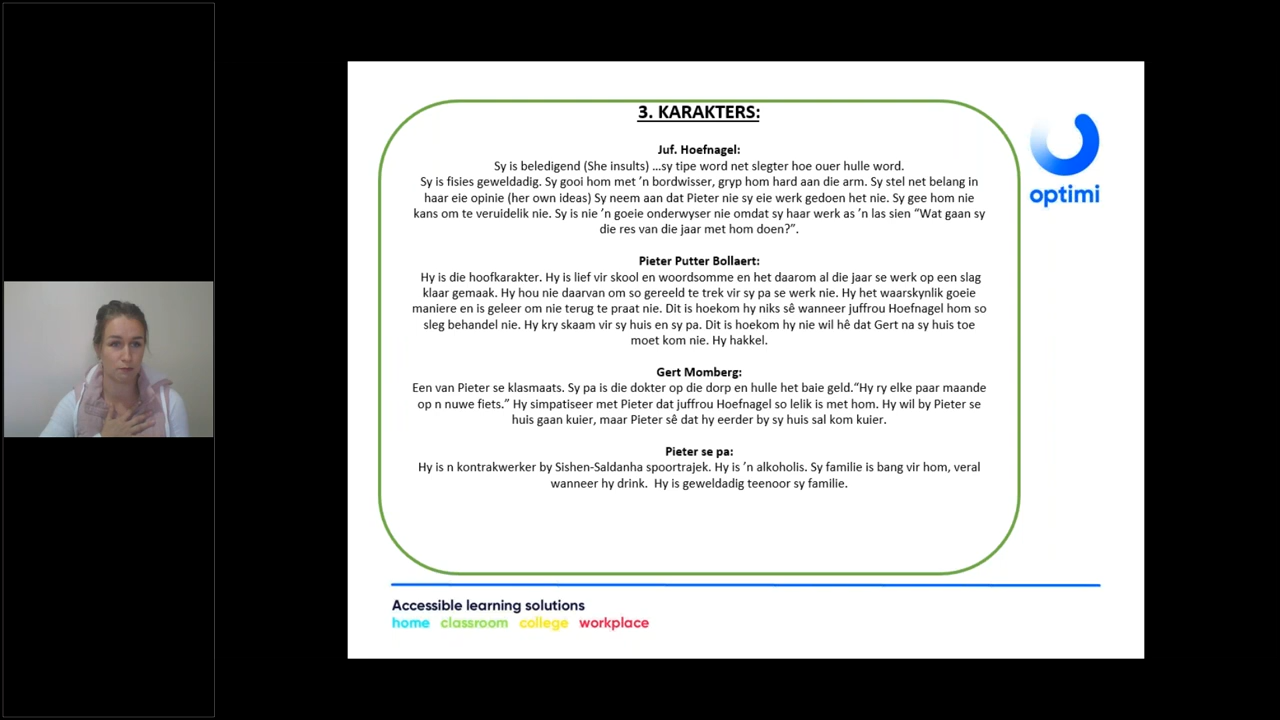 3. KARAKTERS:
Juf. Hoefnagel:
Sy is beledigend (She insults) …sy tipe word net slegter hoe ouer hulle word.
Sy is fisies geweldadig. Sy gooi hom met ’n bordwisser, gryp hom hard aan die arm. Sy stel net belang in
haar eie opinie (her own ideas) Sy neem aan dat Pieter nie sy eie werk gedoen het nie. Sy gee hom nie
kans om te veruidelik nie. Sy is nie ’n goeie onderwyser nie omdat sy haar werk as ’n las sien “Wat gaan sy
die res van die jaar met hom doen?”.
Pieter Putter Bollaert:
Hy is die hoofkarakter. Hy is lief vir skool en woordsomme en het daarom al die jaar se werk op een slag
klaar gemaak. Hy hou nie daarvan om so gereeld te trek vir sy pa se werk nie. Hy het waarskynlik goeie
maniere en is geleer om nie terug te praat nie. Dit is hoekom hy niks sê wanneer juffrou Hoefnagel hom so
sleg behandel nie. Hy kry skaam vir sy huis en sy pa. Dit is hoekom hy nie wil hê dat Gert na sy huis toe
moet kom nie. Hy hakkel.
Gert Momberg:
Een van Pieter se klasmaats. Sy pa is die dokter op die dorp en hulle het baie geld.“Hy ry elke paar maande
op n nuwe fiets.” Hy simpatiseer met Pieter dat juffrou Hoefnagel so lelik is met hom. Hy wil by Pieter se
huis gaan kuier, maar Pieter sê dat hy eerder by sy huis sal kom kuier.
Pieter se pa:
Hy is n kontrakwerker by Sishen-Saldanha spoortrajek. Hy is ’n alkoholis. Sy familie is bang vir hom, veral
wanneer hy drink.  Hy is geweldadig teenoor sy familie.
optimi
Accessible learning solutions
home classroom college workplace